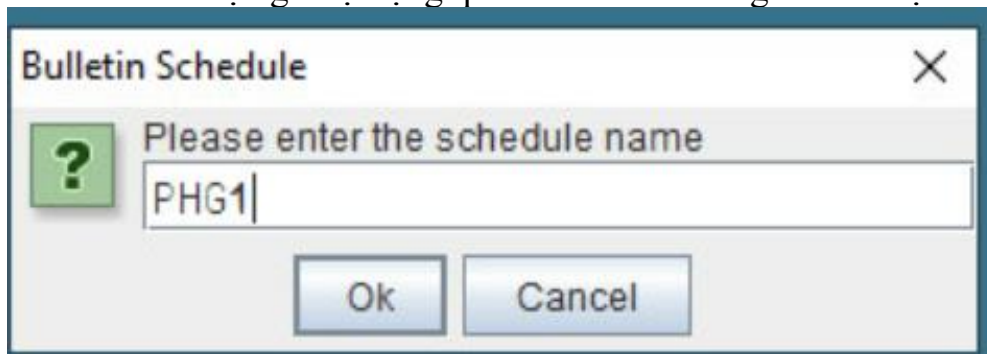 Bulletin Schedule
?
Please enter the schedule name
PHG1
Ok
Cancel